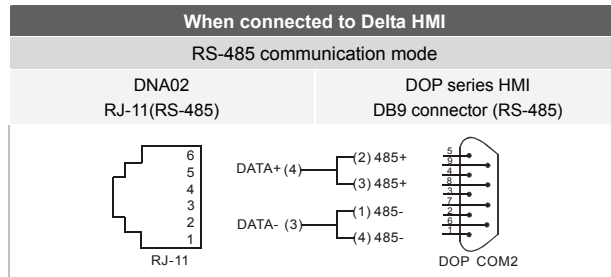 When connected to Delta HMI
RS-485 communication mode
DNA02
RJ-11(RS-485)
DOP series HMI
DB9 connector (RS-485)
6
5
4
3
2
1
RJ-11
DATA+ (4)
(2) 485+
(3) 485+
DATA- (3)
(1) 485-
(4) 485-
5
9
4
8
3
7
2
6
1
DOP COM2